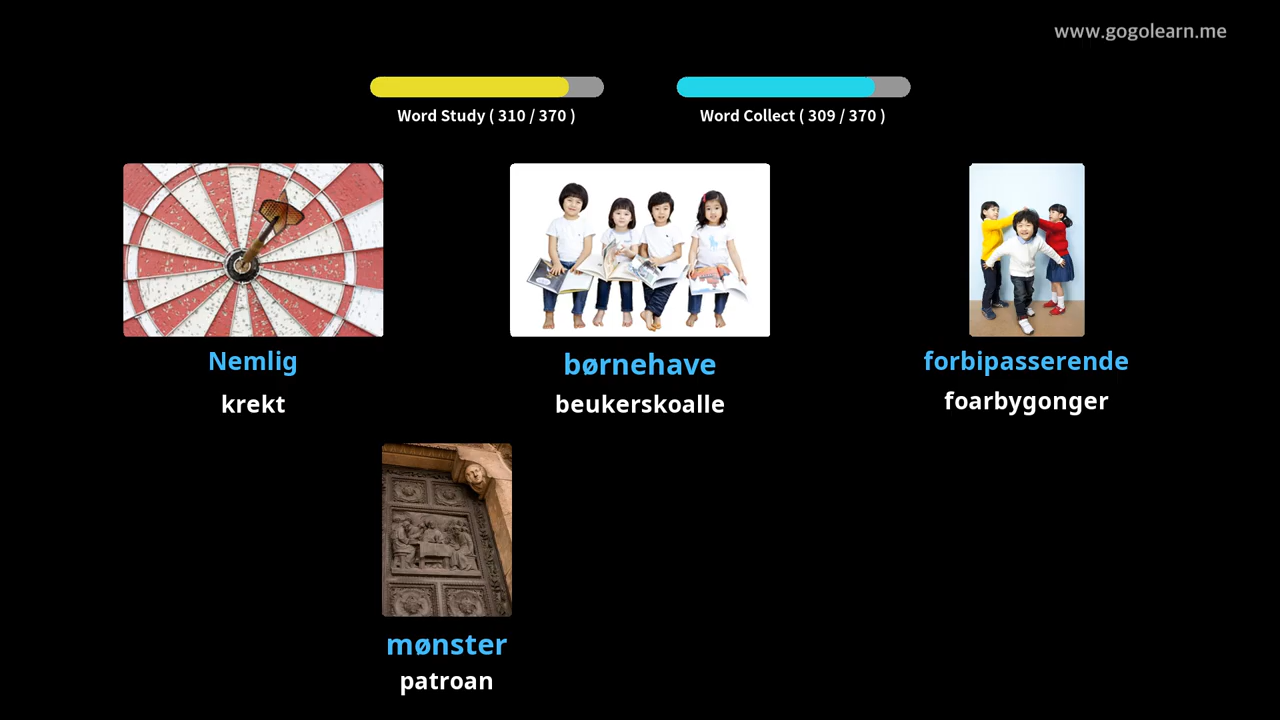 www.gogolearn.me
Word Study ( 310 / 370 )
Word Collect ( 309 / 370 )
Nemlig
krekt
børnehave
beukerskoalle
forbipasserende
foarbygonger
mønster
patroan